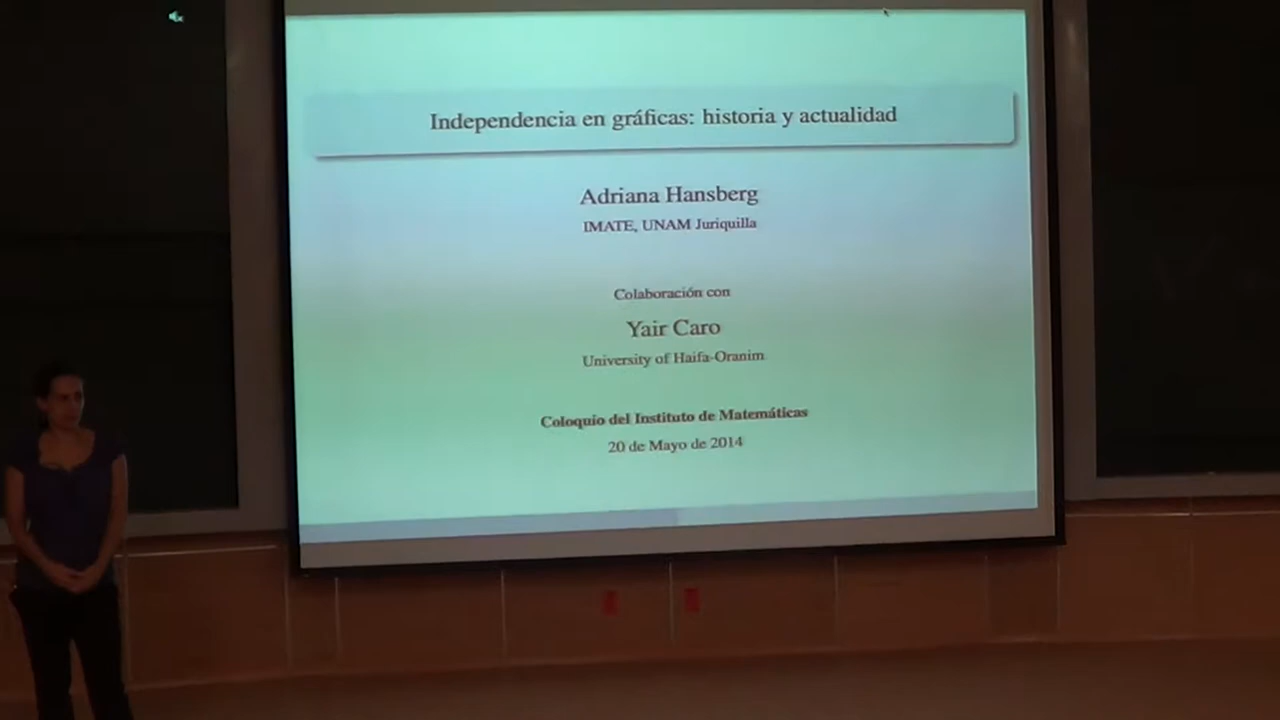 Independencia en gráficas: historia y actualidad
Adriana Hansberg
IMATE, UNAM Juriquilla
Colaboración con
Yair Caro
University of Haifa-Oranim
Coloquio del Instituto de Matemáticas
20 de Mayo de 2014